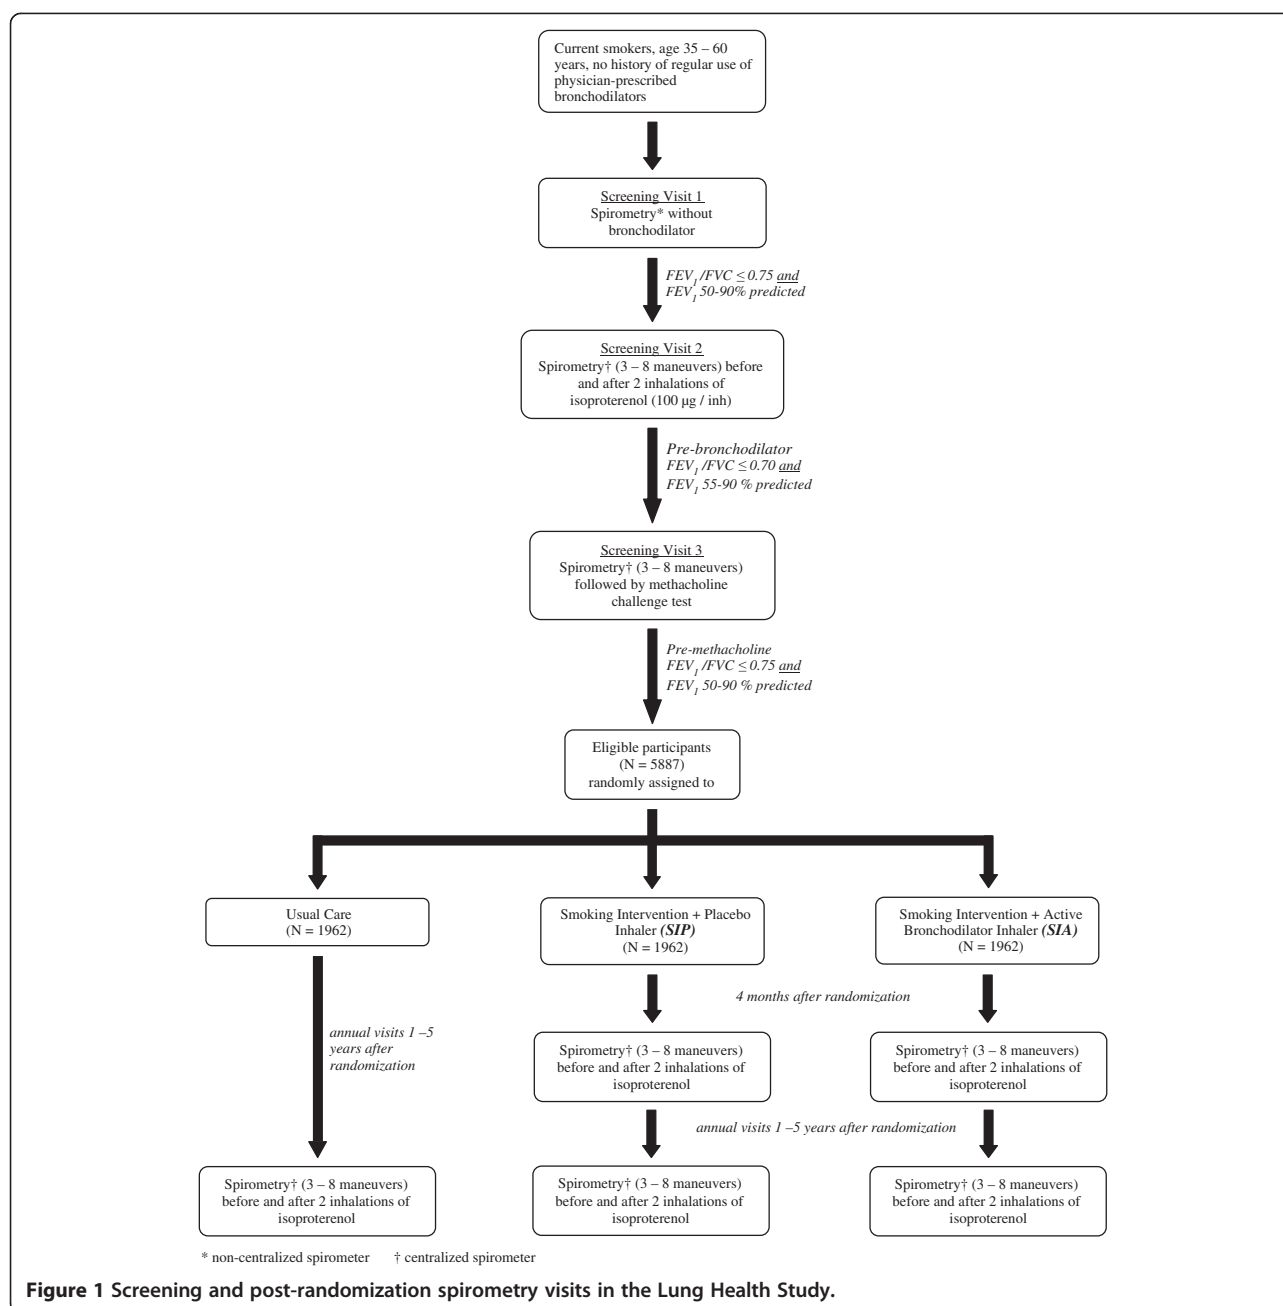 Current smokers, age 35 – 60
years, no history of regular use of
physician-prescribed
bronchodilators
Screening Visit 1
Spirometry* without
bronchodilator
FEV1 /FVC ≤ 0.75 and
FEV1 50-90% predicted
Screening Visit 2
Spirometry† (3 – 8 maneuvers) before
and after 2 inhalations of
isoproterenol (100 µg / inh)
Pre-bronchodilator
FEV1 /FVC ≤ 0.70 and
FEV1 55-90 % predicted
Screening Visit 3
Spirometry† (3 – 8 maneuvers)
followed by methacholine
challenge test
Pre-methacholine
FEV1 /FVC ≤ 0.75 and
FEV1 50-90 % predicted
Eligible participants
(N = 5887)
randomly assigned to
Usual Care
(N = 1962)
Smoking Intervention + Placebo
Inhaler (SIP)
(N = 1962)
Smoking Intervention + Active
Bronchodilator Inhaler (SIA)
(N = 1962)
4 months after randomization
annual visits 1 –5
years after
randomization
Spirometry† (3 – 8 maneuvers)
before and after 2 inhalations of
isoproterenol
Spirometry† (3 – 8 maneuvers)
before and after 2 inhalations of
isoproterenol
annual visits 1 –5 years after randomization
Spirometry† (3 – 8 maneuvers)
before and after 2 inhalations of
isoproterenol
Spirometry† (3 – 8 maneuvers)
before and after 2 inhalations of
isoproterenol
Spirometry† (3 – 8 maneuvers)
before and after 2 inhalations of
isoproterenol
* non-centralized spirometer † centralized spirometer
Figure 1 Screening and post-randomization spirometry visits in the Lung Health Study.